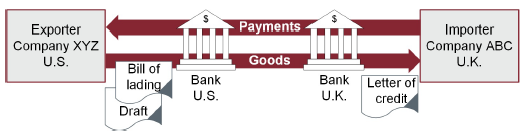 Exporter
Company XYZ
U.S.
$
Payments
$
Importer
Company ABC
U.K.
Goods
Bill of
lading
Draft
Bank
U.S.
Bank
U.K.
Letter of
credit